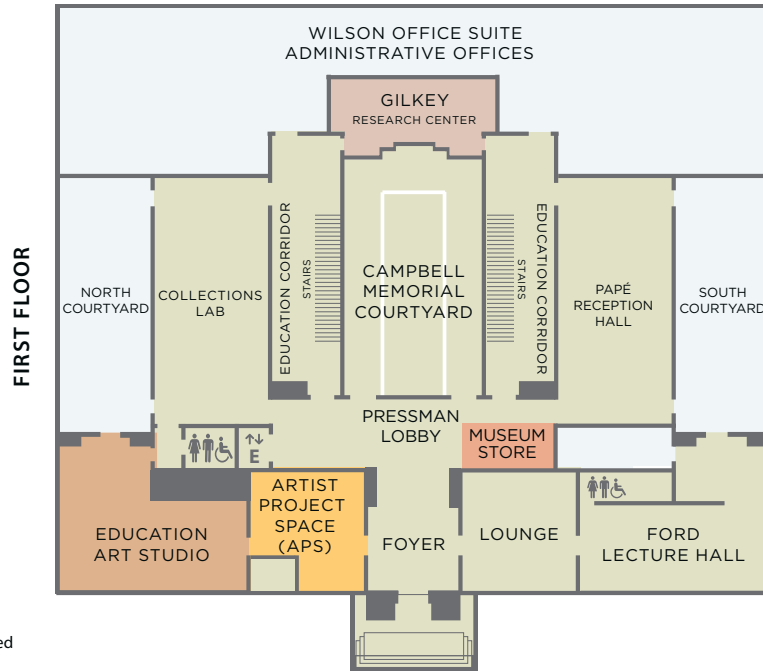 WILSON OFFICE SUITE
ADMINISTRATIVE OFFICES
GILKEY
RESEARCH CENTER
FIRST FLOOR
NORTH
COURTYARD
COLLECTIONS
LAB
EDUCATION CORRIDOR
STAIRS
CAMPBELL
MEMORIAL
COURTYARD
STAIRS
EDUCATION CORRIDOR
PAPÉ
RECEPTION
HALL
SOUTH
COURTYARD
PRESSMAN
LOBBY
MUSEUM
STORE
E
EDUCATION
ART STUDIO
ARTIST
PROJECT
SPACE
(APS)
FOYER
LOUNGE
FORD
LECTURE HALL